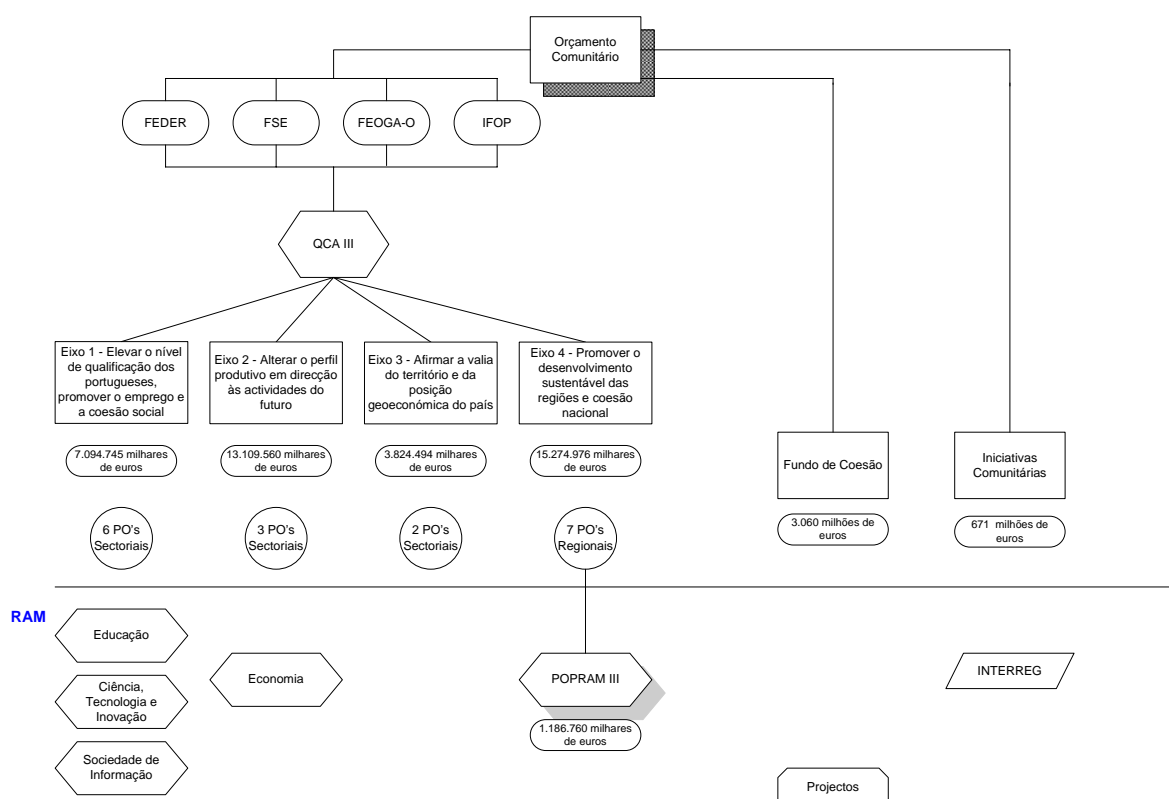 Orçamento
Comunitário
FEDER
FSE
FEOGA-O
IFOP
QCA III
Eixo 1 - Elevar o nível
de qualificação dos
portugueses,
promover o emprego e
a coesão social
Eixo 2 - Alterar o perfil
produtivo em direcção
às actividades do
futuro
Eixo 3 - Afirmar a valia
do território e da
posição
geoeconómica do país
Eixo 4 - Promover o
desenvolvimento
sustentável das
regiões e coesão
nacional
7.094.745 milhares
de euros
13.109.560 milhares
de euros
3.824.494 milhares
de euros
15.274.976 milhares
de euros
Fundo de Coesão
Iniciativas
Comunitárias
3.060 milhões de
euros
671 milhões de
euros
6 PO's
Sectoriais
3 PO's
Sectoriais
2 PO's
Sectoriais
7 PO's
Regionais
RAM
Educação
Ciência,
Tecnologia e
Inovação
Sociedade de
Informação
Economia
POPRAM III
1.186.760 milhares
de euros
INTERREG
Projectos